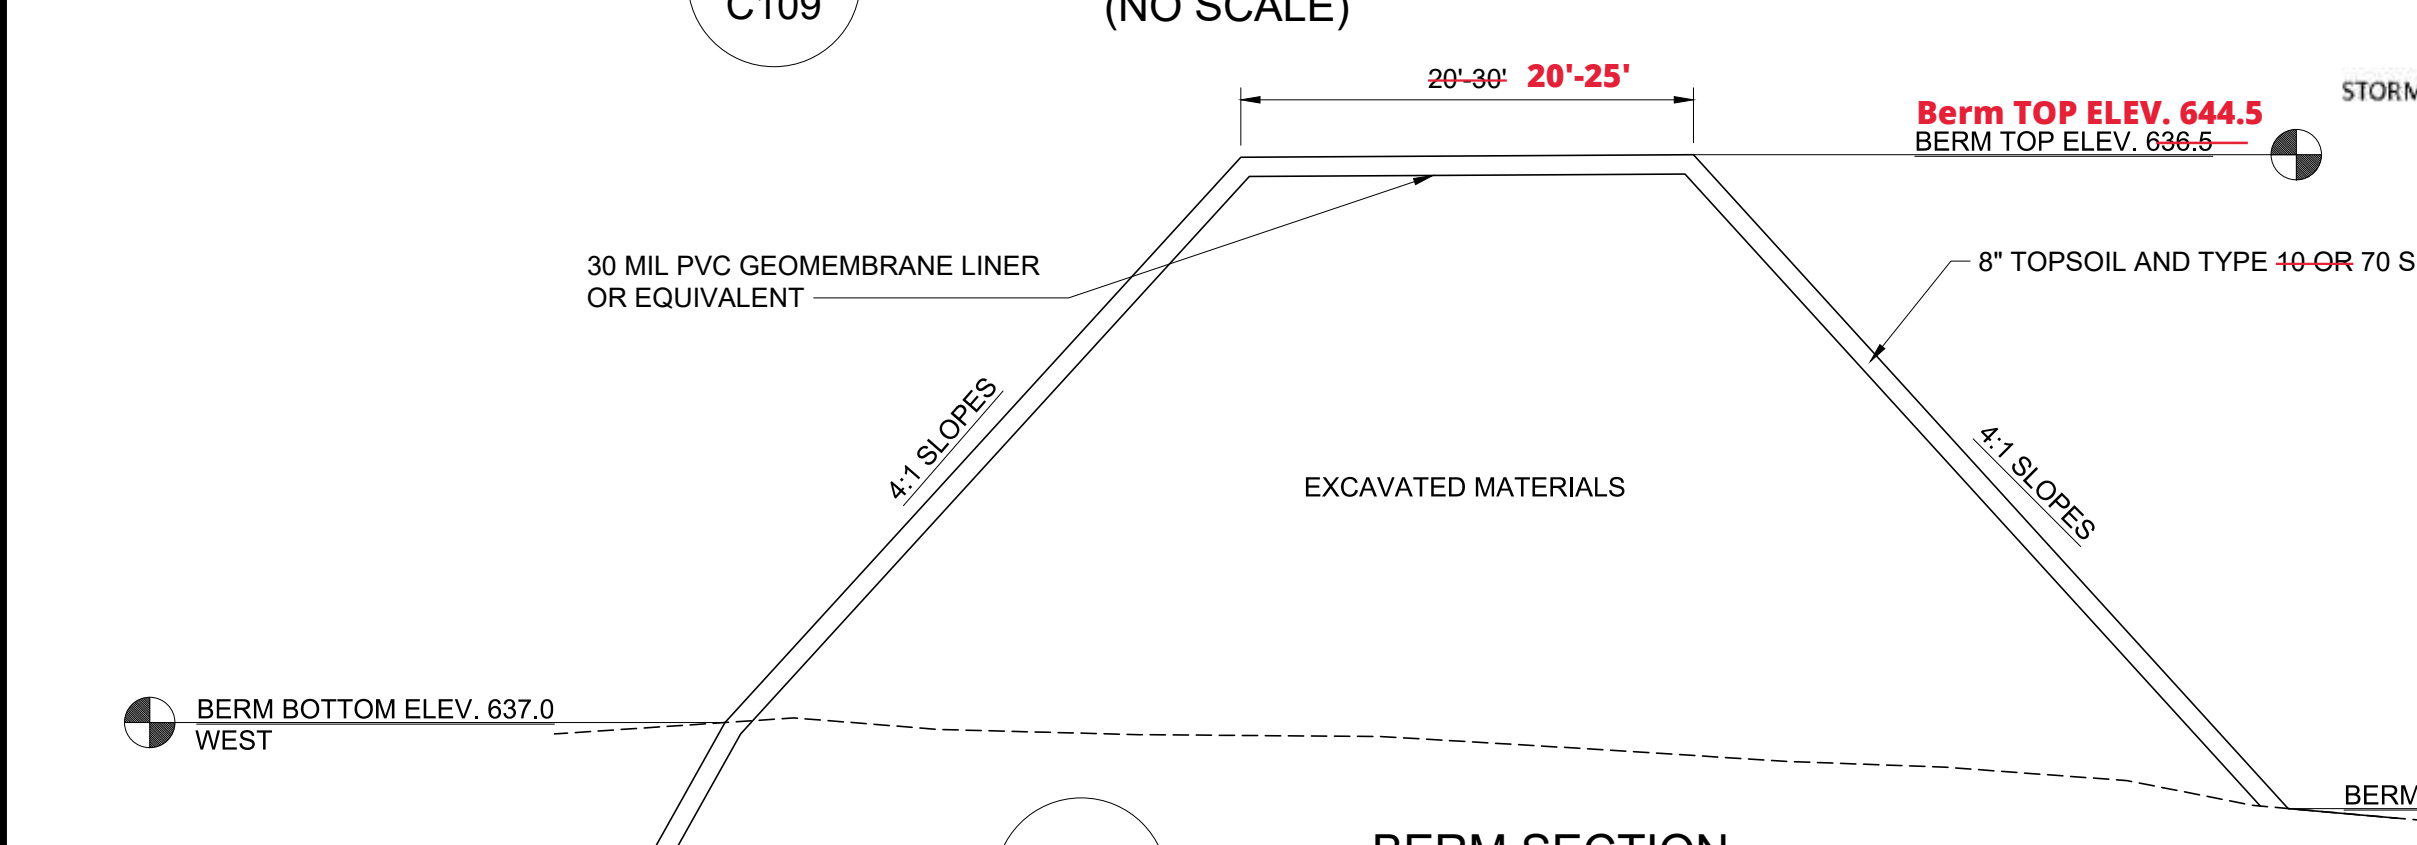 C109
(NO SCALE)
20'-30' 20'-25'
STORM
Berm TOP ELEV. 644.5
BERM TOP ELEV. 636.5
30 MIL PVC GEOMEMBRANE LINER
OR EQUIVALENT
8" TOPSOIL AND TYPE 10 OR 70 S
4:1 SLOPES
4:1 SLOPES
EXCAVATED MATERIALS
BERM BOTTOM ELEV. 637.0
WEST
BERM
BERM SECTION